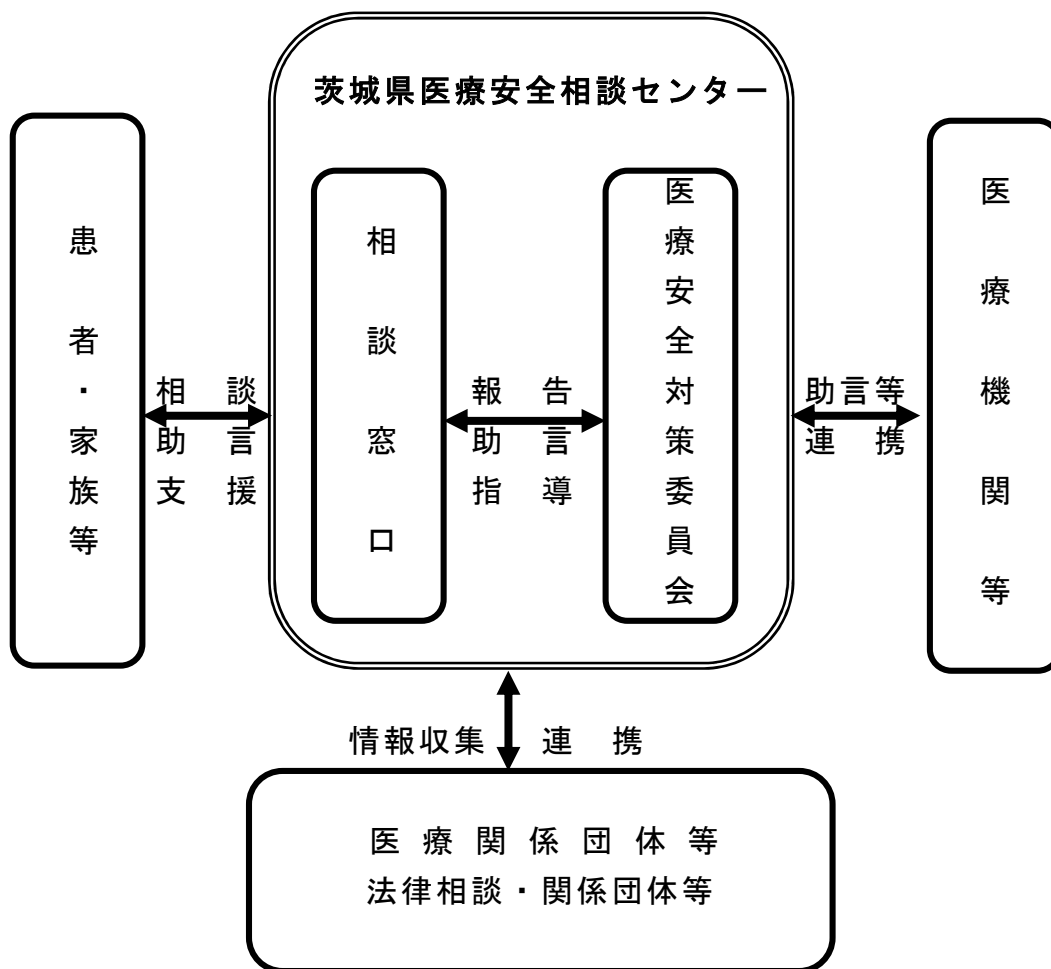 茨城県医療安全相談センター
患者・家族等
相談
助言
支援
相談窓口
報告
助言
指導
医療安全対策委員会
助言等
連携
医療機関等
情報収集 連携
医療関係団体等
法律相談・関係団体等